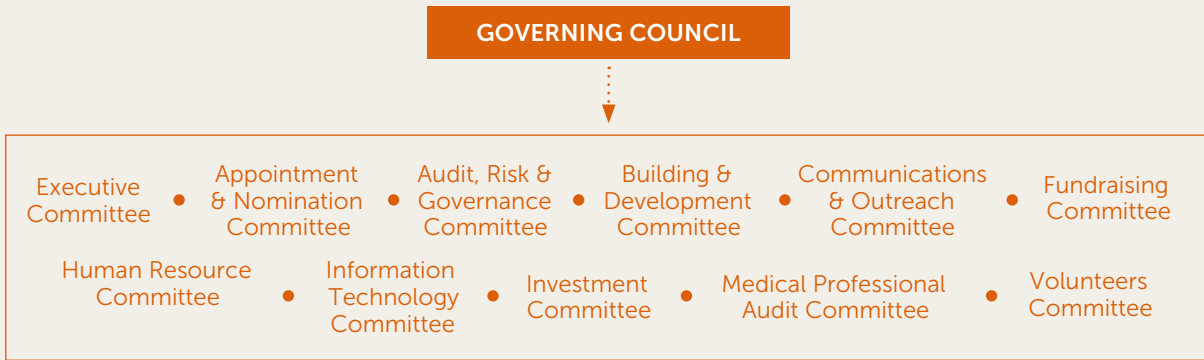 GOVERNING COUNCIL
Executive
Committee
Appointment
& Nomination
Committee
Audit, Risk &
Governance
Committee
Building &
Development
Committee
Communications
& Outreach
Committee
Fundraising
Committee
Human Resource
Committee
Information
Technology
Committee
Investment
Committee
Medical Professional
Audit Committee
Volunteers
Committee